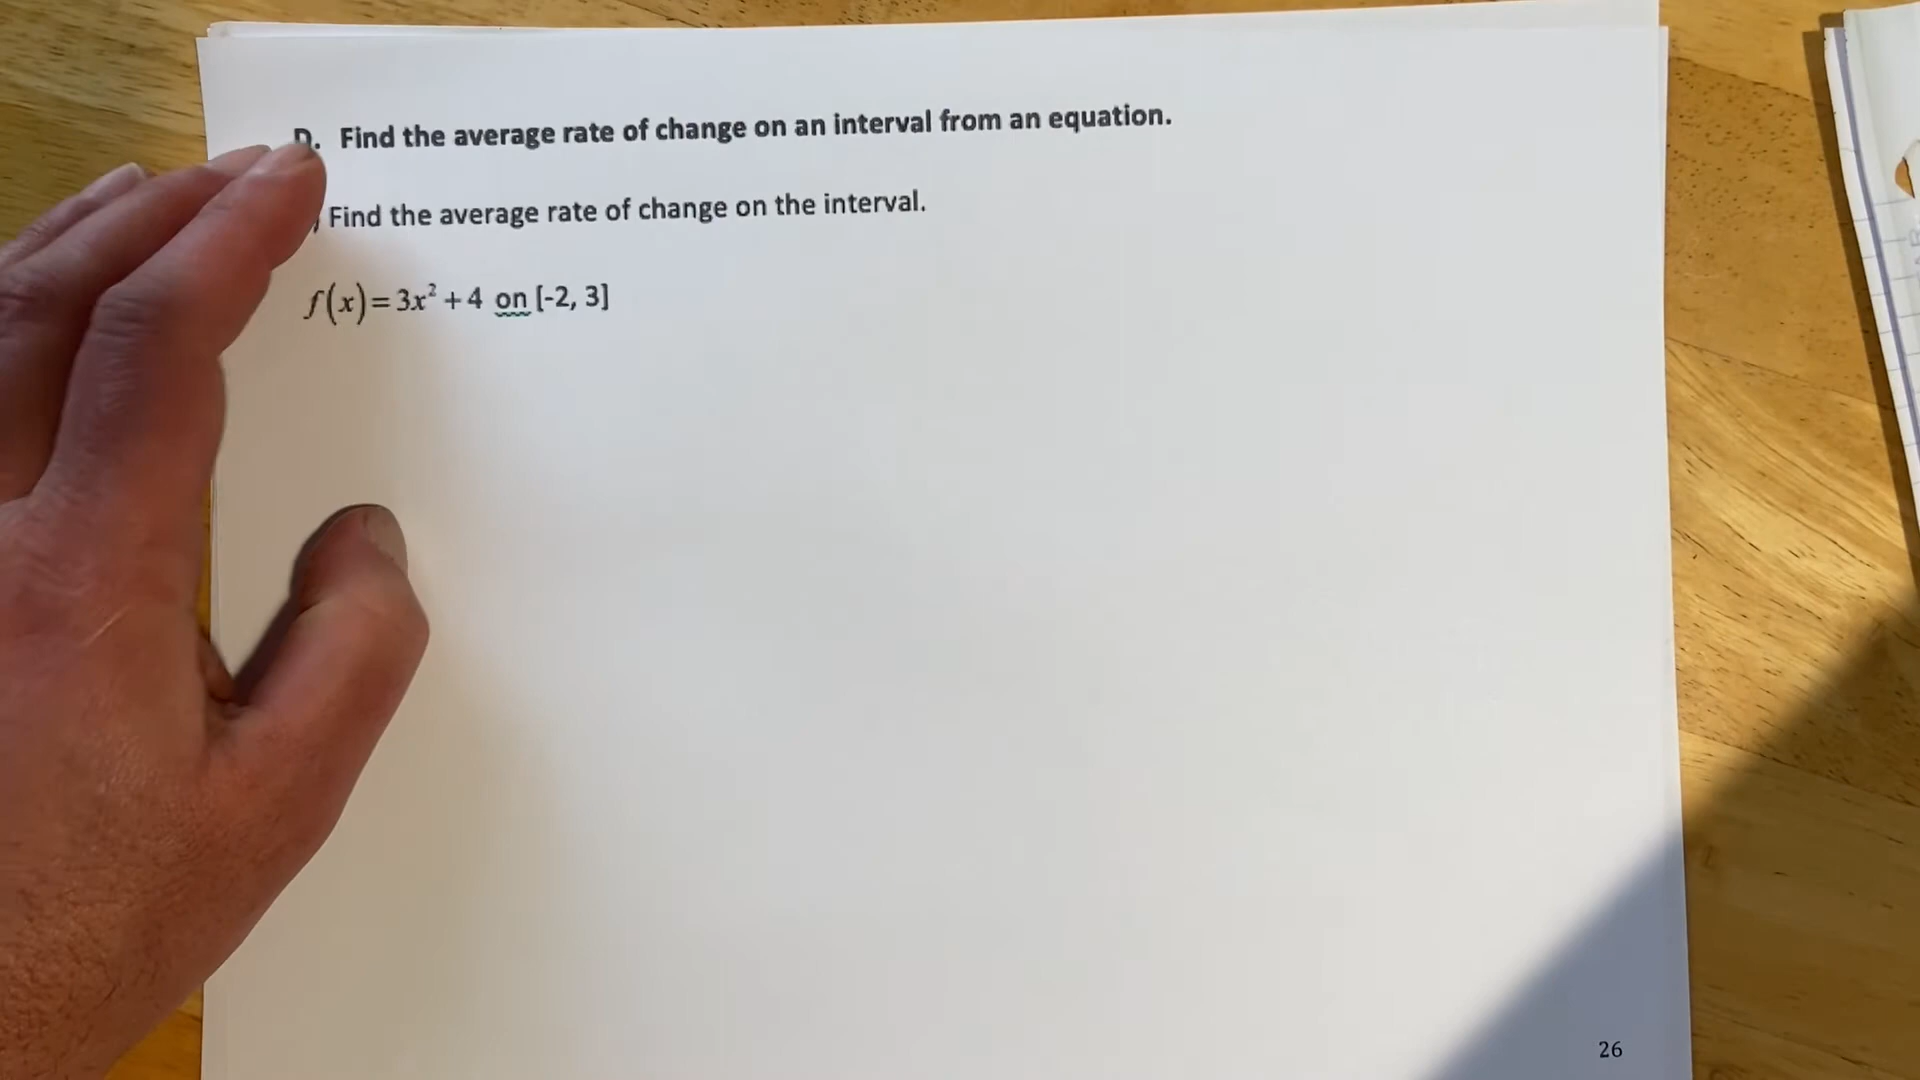 D. Find the average rate of change on an interval from an equation.
Find the average rate of change on the interval.
f(x)=3x²+4 on [-2, 3]
26